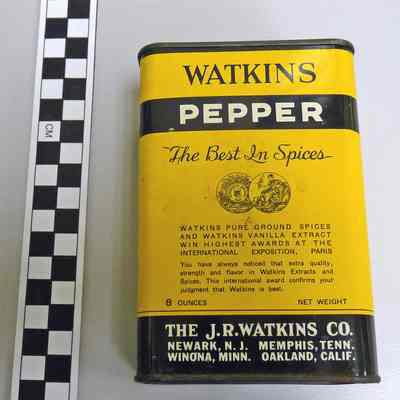 WATKINS
PEPPER
The Best In Spices
WATKINS PURE GROUND SPICES
AND WATKINS VANILLA EXTRACT
WIN HIGHEST AWARDS AT THE
INTERNATIONAL EXPOSITION, PARIS
You have always noticed that extra quality,
strength and flavor in Watkins Extracts and
Spices. This international award confirms your
judgment that Watkins is best.
8 OUNCES NET WEIGHT
THE J.R.WATKINS CO.
NEWARK, N. J. MEMPHIS, TENN.
WINONA, MINN. OAKLAND, CALIF.
CM